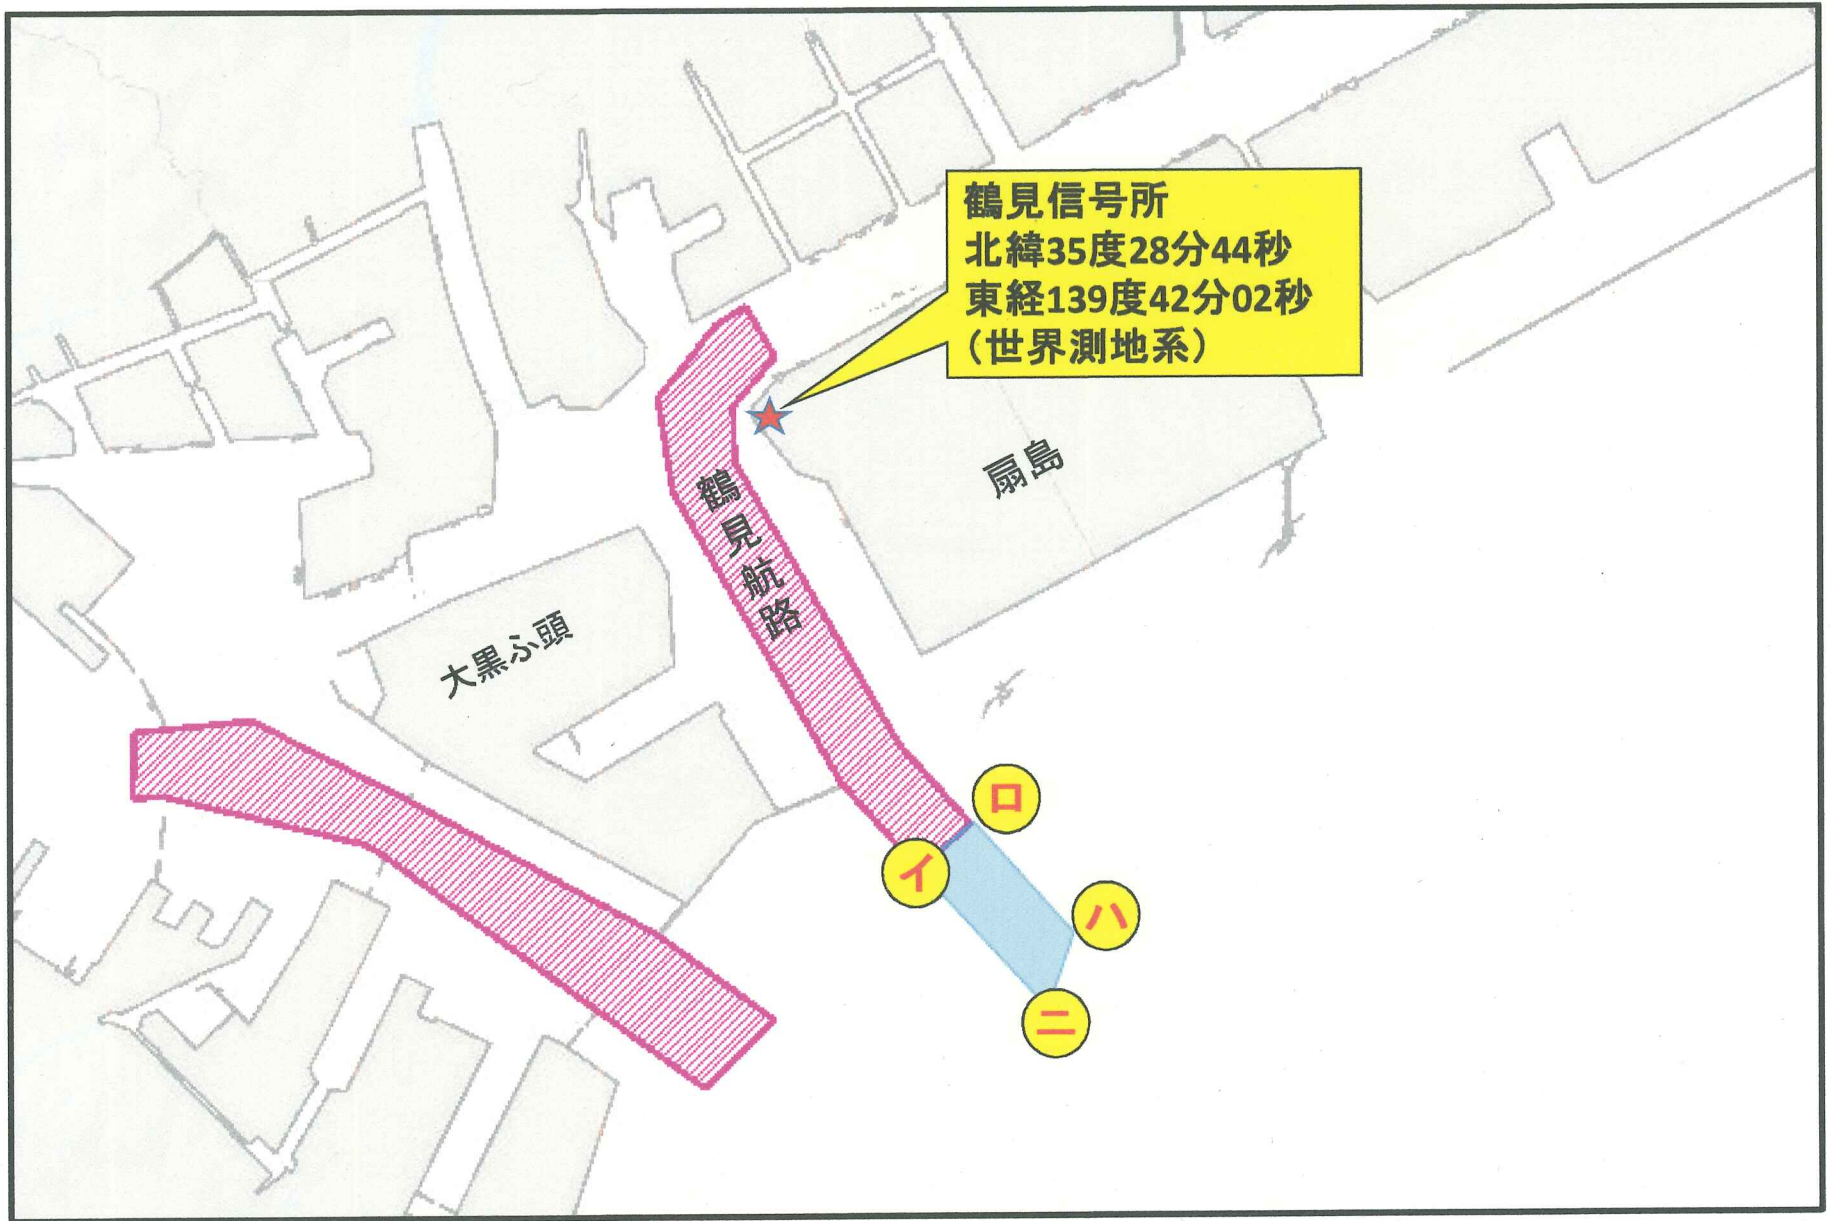 鶴見信号所
北緯35度28分44秒
東経139度42分02秒
（世界測地系）
扇島
鶴見航路
大黒ふ頭
ロ
イ
ハ
ニ